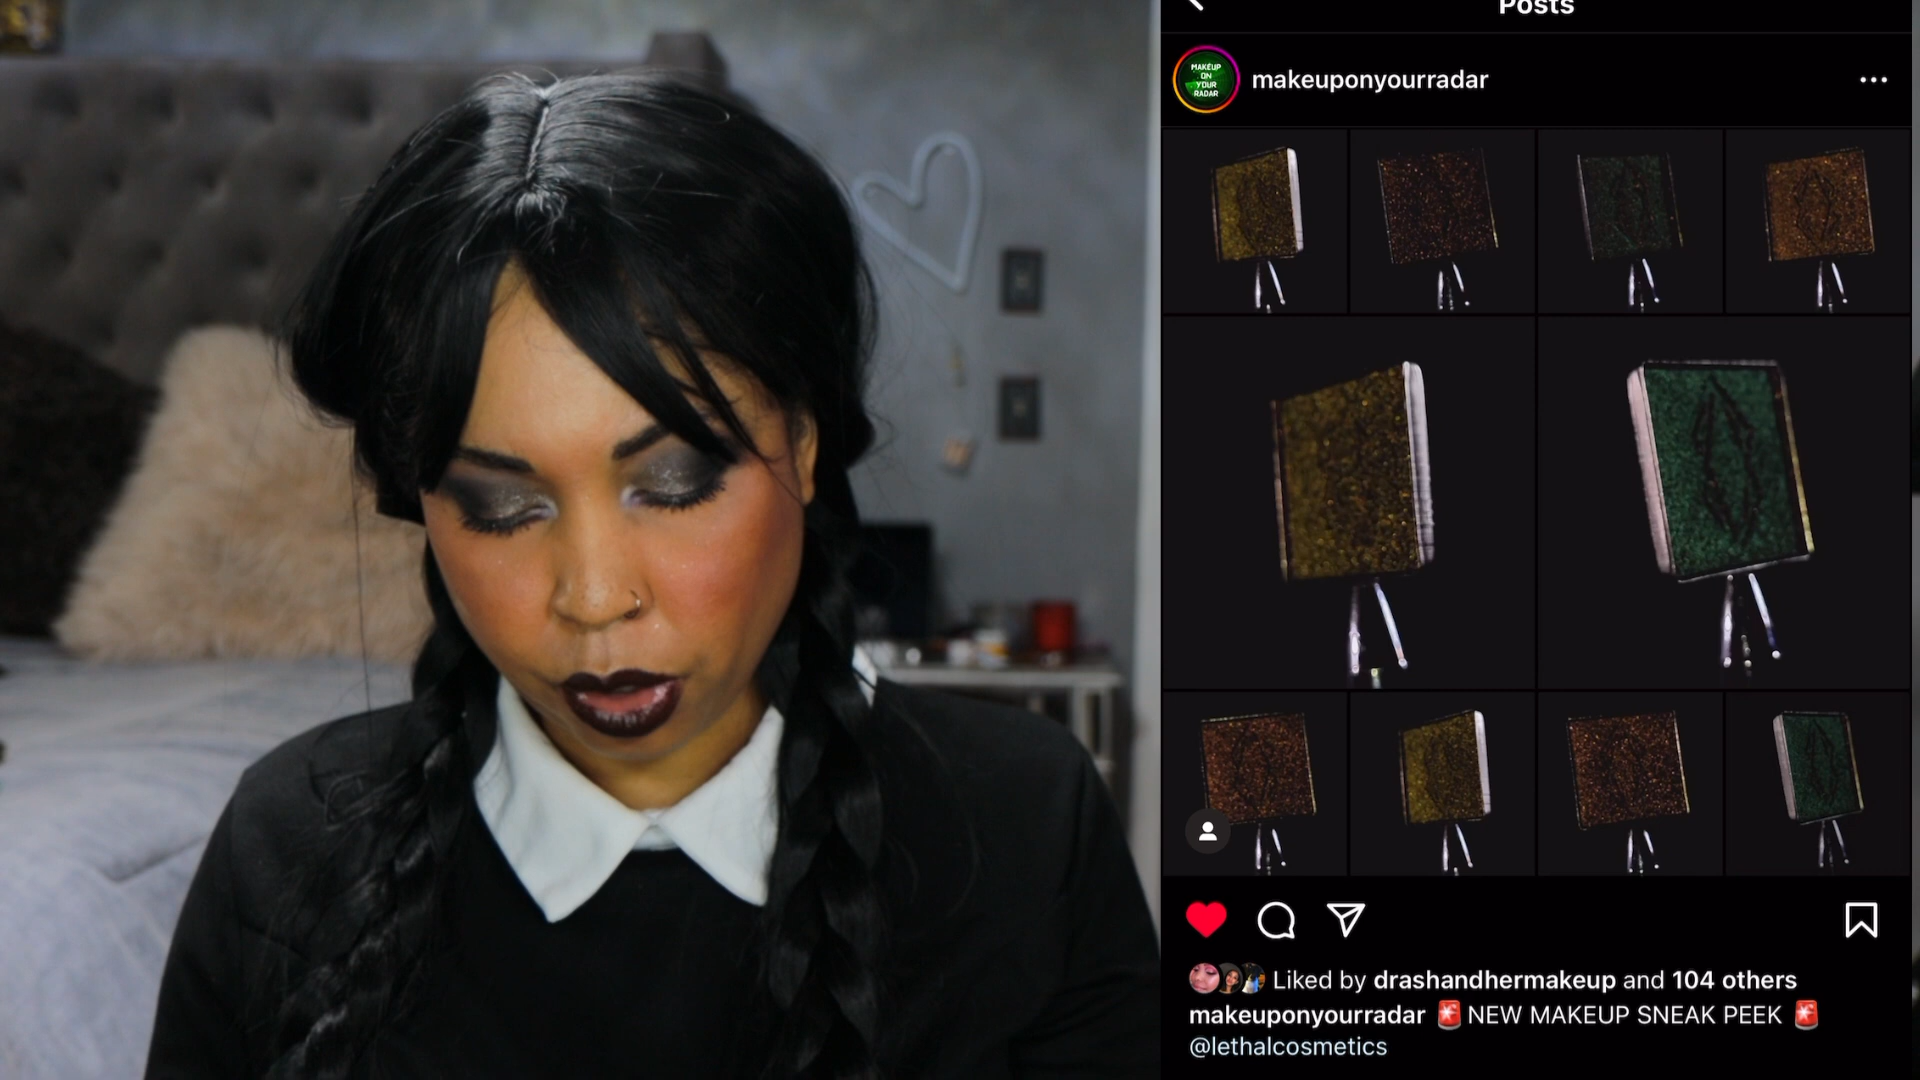 Posts
MAKEUP
ON
YOUR
RADAR
makeuponyourradar
Liked by drashandhermakeup and 104 others
makeuponyourradar 🚨 NEW MAKEUP SNEAK PEEK 🚨
@lethalcosmetics